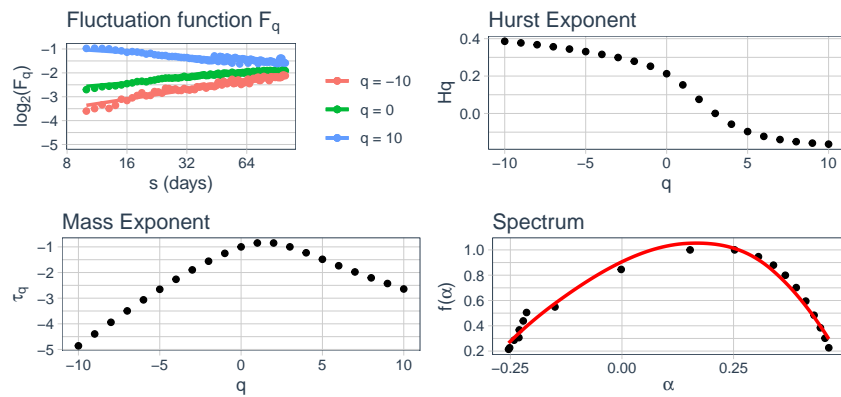 Fluctuation function Fq
log2(Fq)
−1
−2
−3
−4
−5
8 16 32 64
s (days)
q = −10
q = 0
q = 10
Hurst Exponent
Hq
0.4
0.2
0.0
−10 −5 0 5 10
q
Mass Exponent
τq
−1
−2
−3
−4
−5
−10 −5 0 5 10
q
Spectrum
f(α)
1.0
0.8
0.6
0.4
0.2
−0.25 0.00 0.25
α